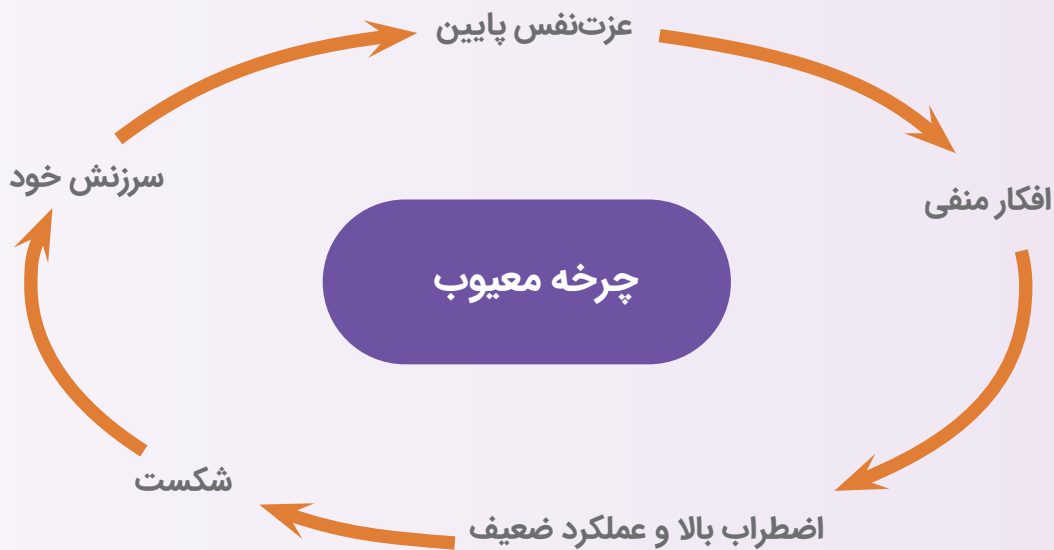 عزت‌نفس پایین
افکار منفی
اضطراب بالا و عملکرد ضعیف
شکست
سرزنش خود
چرخه معیوب